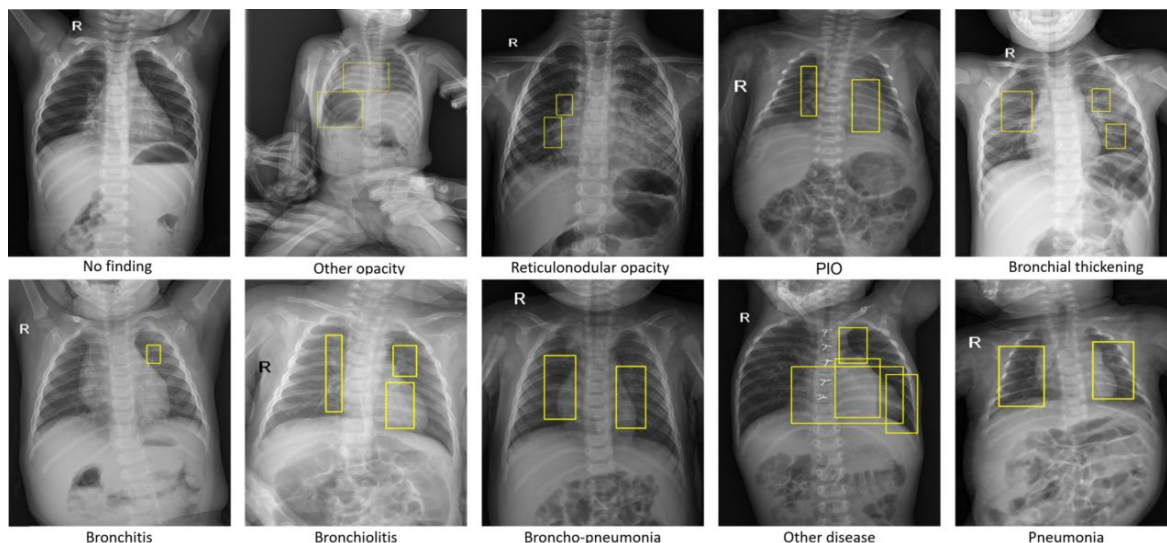 R
R
R
R
No finding
Other opacity
Reticulonodular opacity
PIO
Bronchial thickening
R
R
R
R
R
Bronchitis
Bronchiolitis
Broncho-pneumonia
Other disease
Pneumonia